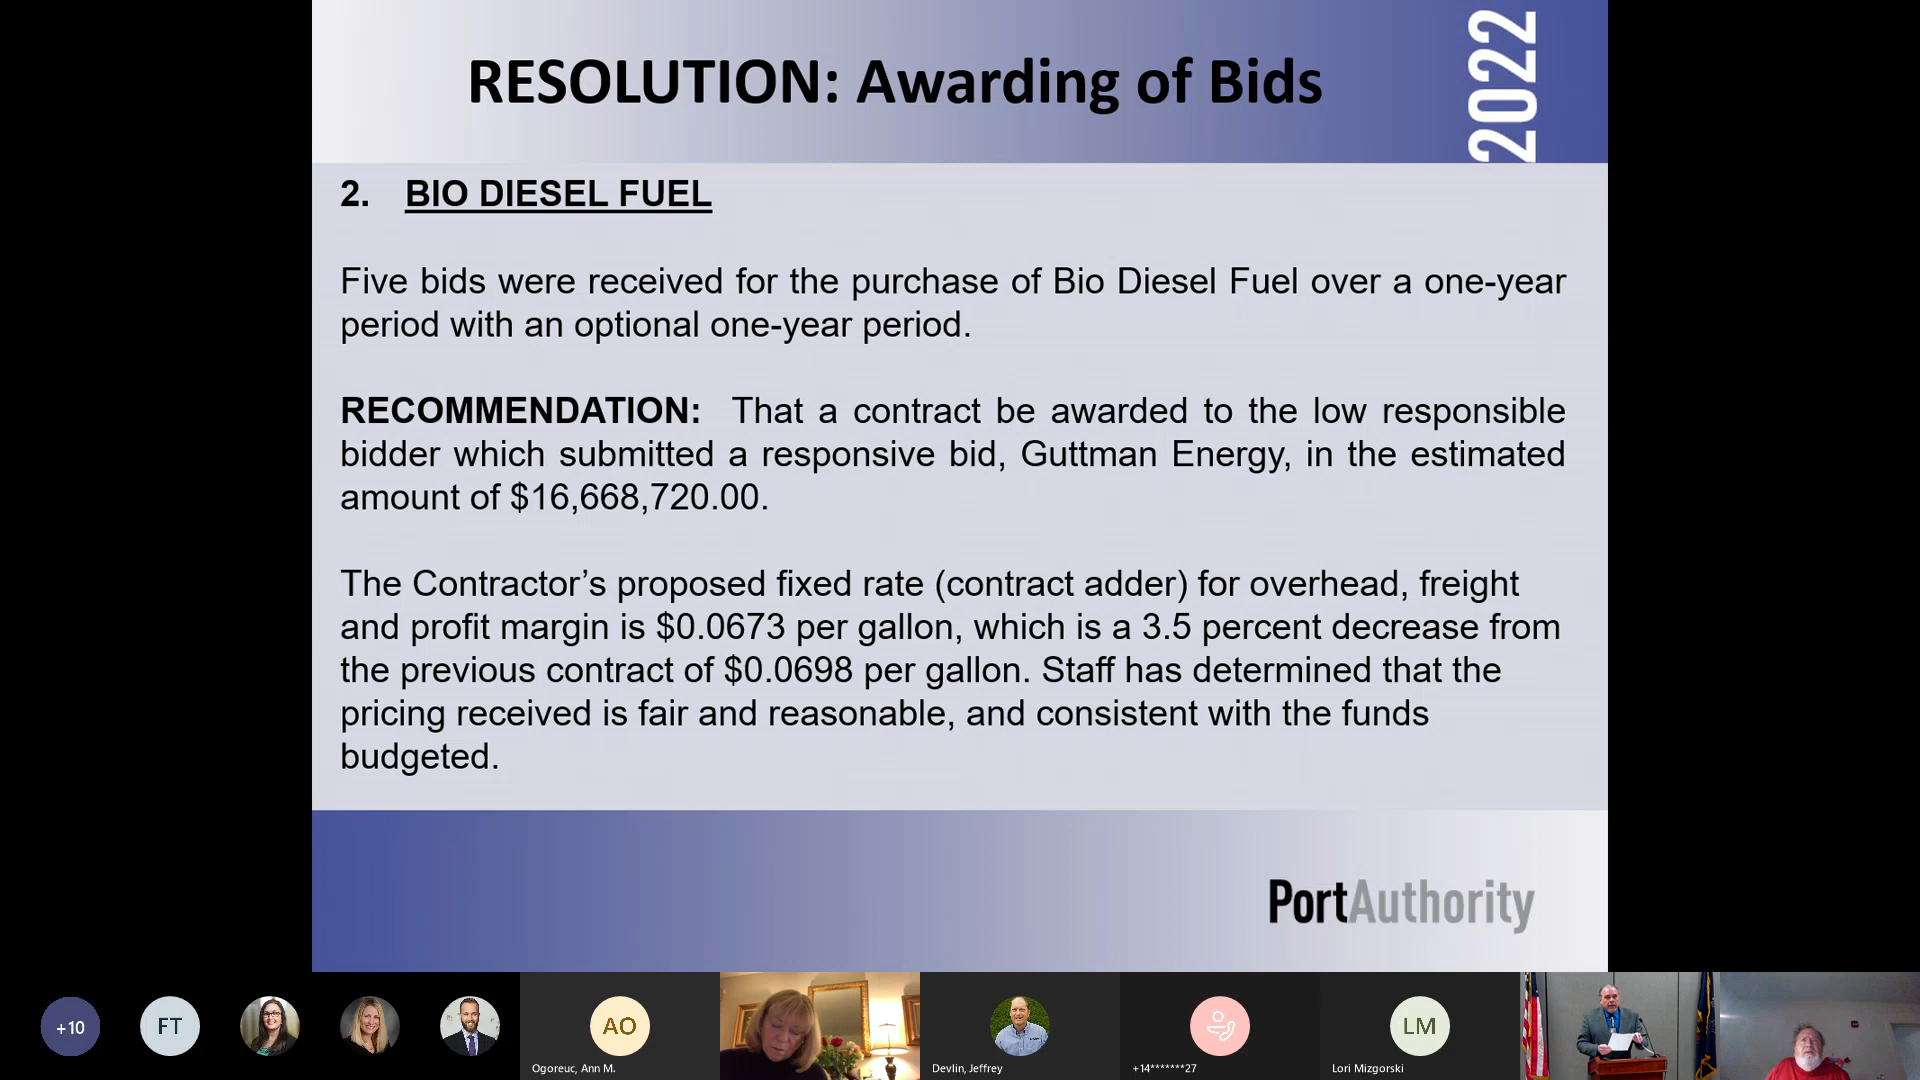 RESOLUTION: Awarding of Bids
2022
2. BIO DIESEL FUEL
Five bids were received for the purchase of Bio Diesel Fuel over a one-year
period with an optional one-year period.
RECOMMENDATION: That a contract be awarded to the low responsible
bidder which submitted a responsive bid, Guttman Energy, in the estimated
amount of $16,668,720.00.
The Contractor’s proposed fixed rate (contract adder) for overhead, freight
and profit margin is $0.0673 per gallon, which is a 3.5 percent decrease from
the previous contract of $0.0698 per gallon. Staff has determined that the
pricing received is fair and reasonable, and consistent with the funds
budgeted.
PortAuthority
+10
FT
AO
LM
Ogoreuc, Ann M.
Devlin, Jeffrey
+14*******27
Lori Mizgorski